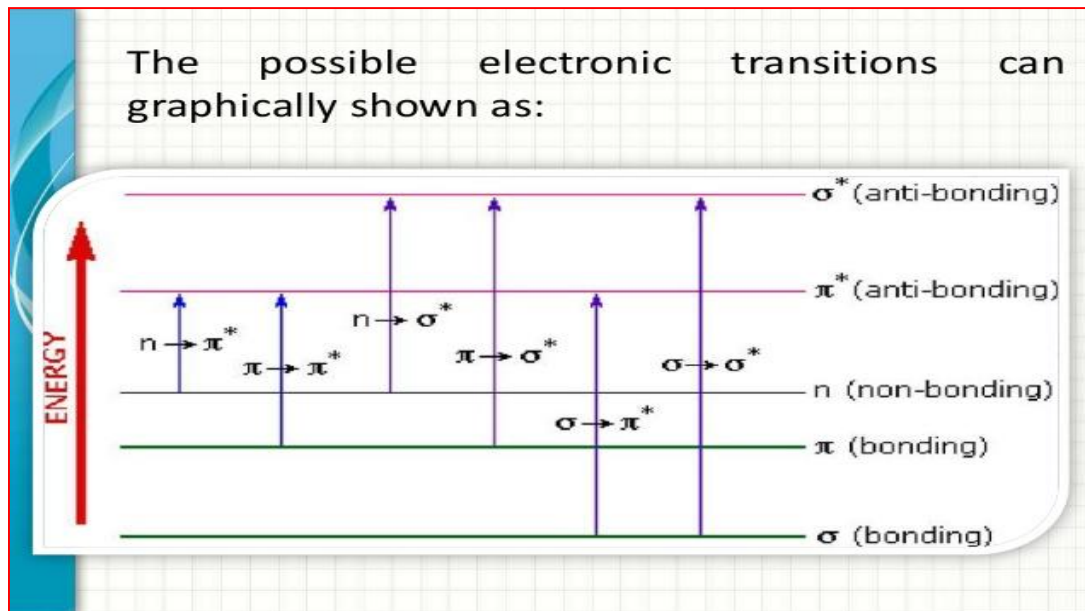 The possible electronic transitions can
graphically shown as:
σ* (anti-bonding)
π* (anti-bonding)
n → σ*
n → π*
π → σ*
π → π*
σ → σ*
n (non-bonding)
ENERGY
σ → π*
π (bonding)
σ (bonding)